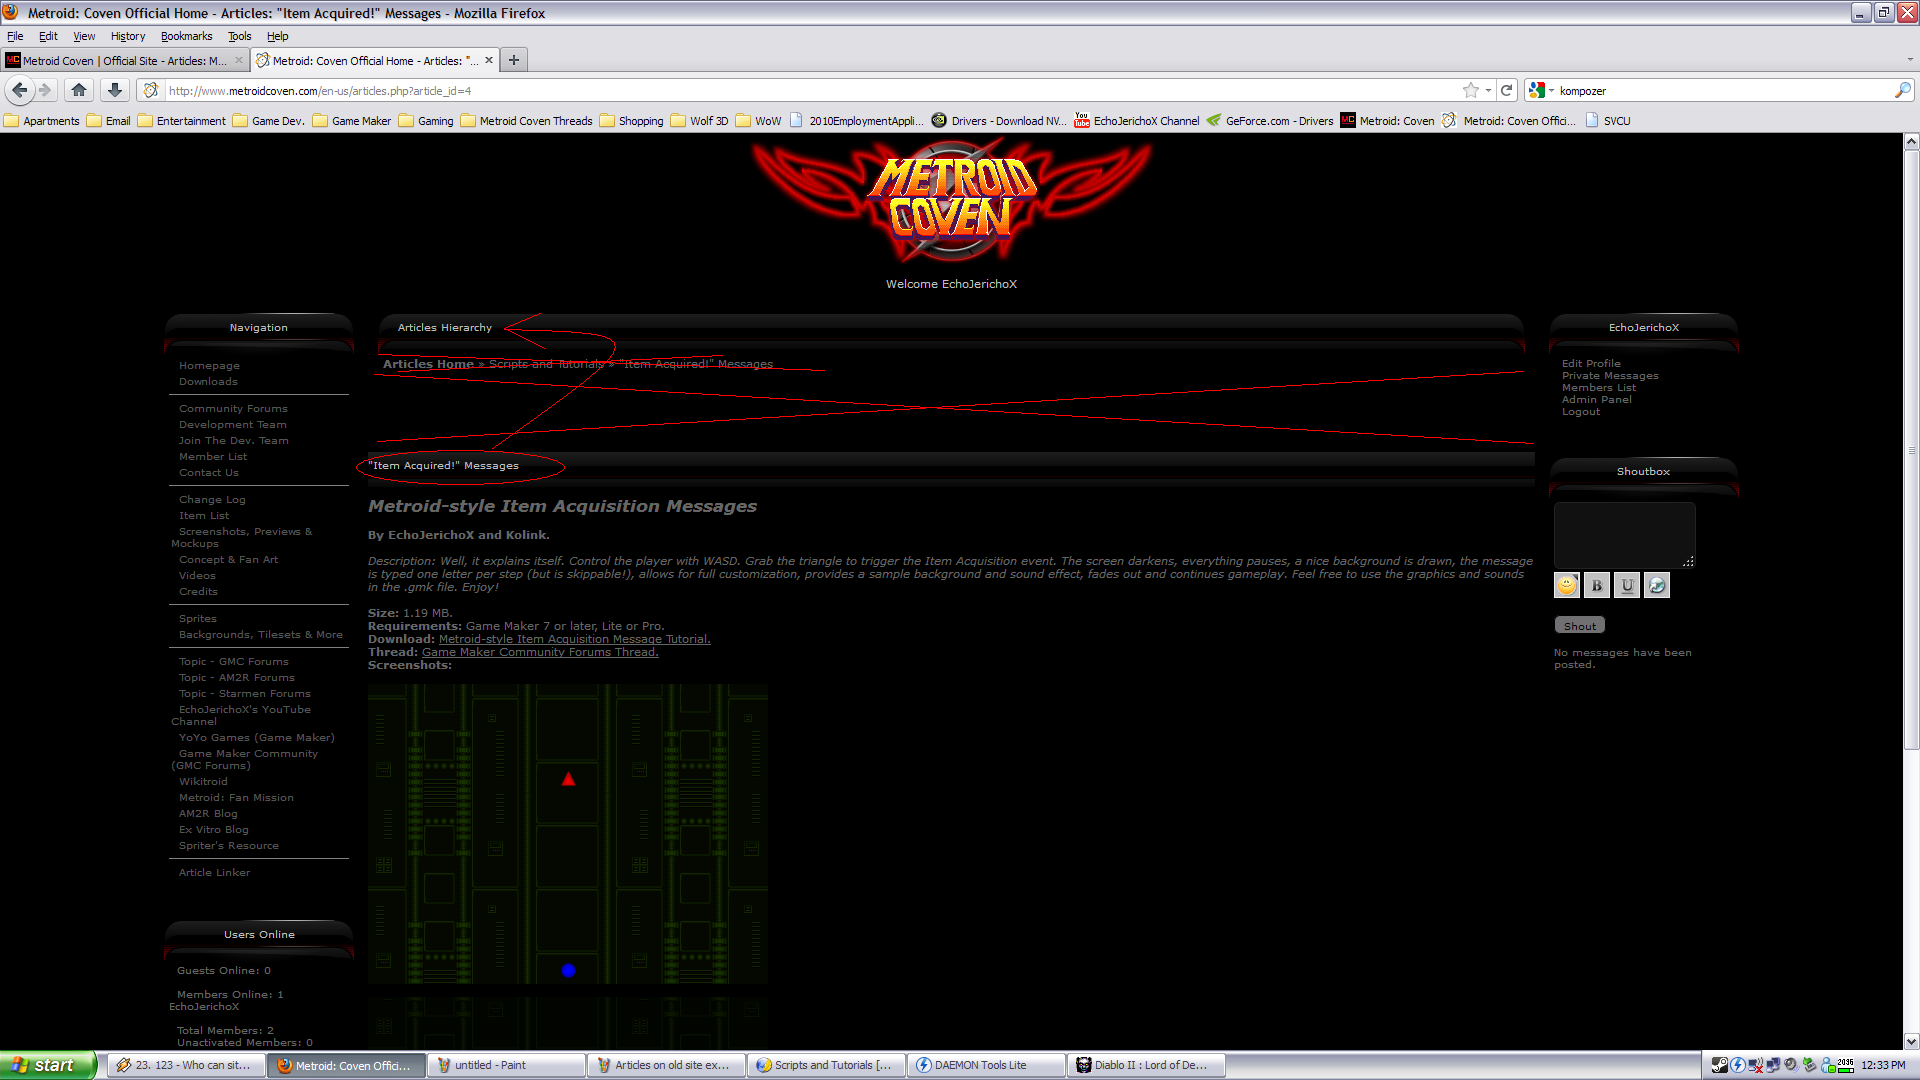 Metroid: Coven Official Home - Articles: "Item Acquired!" Messages - Mozilla Firefox
File Edit View History Bookmarks Tools Help
MC Metroid Coven | Official Site - Articles: M... Metroid: Coven Official Home - Articles: "...
http://www.metroidcoven.com/en-us/articles.php?article_id=4 kompozer
Apartments Email Entertainment Game Dev. Game Maker Gaming Metroid Coven Threads Shopping Wolf 3D WoW 2010EmploymentAppli... Drivers - Download NV... You Tube EchoJerichoX Channel GeForce.com - Drivers MC Metroid: Coven Metroid: Coven Offici... SVCU
METROID
COVEN
Welcome EchoJerichoX
Navigation
Homepage
Downloads
Community Forums
Development Team
Join The Dev. Team
Member List
Contact Us
Change Log
Item List
Screenshots, Previews &
Mockups
Concept & Fan Art
Videos
Credits
Sprites
Backgrounds, Tilesets & More
Topic - GMC Forums
Topic - AM2R Forums
Topic - Starmen Forums
EchoJerichoX's YouTube
Channel
YoYo Games (Game Maker)
Game Maker Community
(GMC Forums)
Wikitroid
Metroid: Fan Mission
AM2R Blog
Ex Vitro Blog
Spriter's Resource
Article Linker
Users Online
Guests Online: 0
Members Online: 1
EchoJerichoX
Total Members: 2
Unactivated Members: 0
Articles Hierarchy
Articles Home » Scripts and Tutorials » "Item Acquired!" Messages
"Item Acquired!" Messages
Metroid-style Item Acquisition Messages
By EchoJerichoX and Kolink.
Description: Well, it explains itself. Control the player with WASD. Grab the triangle to trigger the Item Acquisition event. The screen darkens, everything pauses, a nice background is drawn, the message
is typed one letter per step (but is skippable!), allows for full customization, provides a sample background and sound effect, fades out and continues gameplay. Feel free to use the graphics and sounds
in the .gmk file. Enjoy!
Size: 1.19 MB.
Requirements: Game Maker 7 or later, Lite or Pro.
Download: Metroid-style Item Acquisition Message Tutorial.
Thread: Game Maker Community Forums Thread.
Screenshots:
EchoJerichoX
Edit Profile
Private Messages
Members List
Admin Panel
Logout
Shoutbox
B U
Shout
No messages have been
posted.
start 23. 123 - Who can sit... Metroid: Coven Offici... untitled - Paint Articles on old site ex... Scripts and Tutorials [... DAEMON Tools Lite Diablo II : Lord of De... 12:33 PM